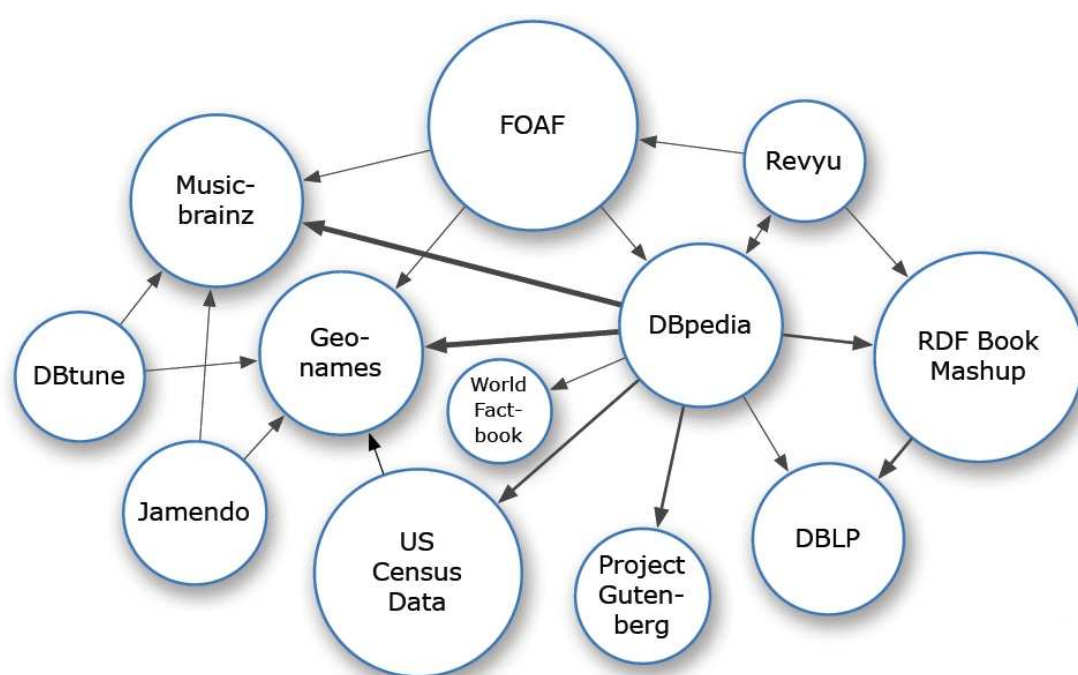 FOAF
Revyu
Music-
brainz
DBpedia
Geo-
names
RDF Book
Mashup
DBtune
World
Fact-
book
Jamendo
US
Census
Data
DBLP
Project
Guten-
berg